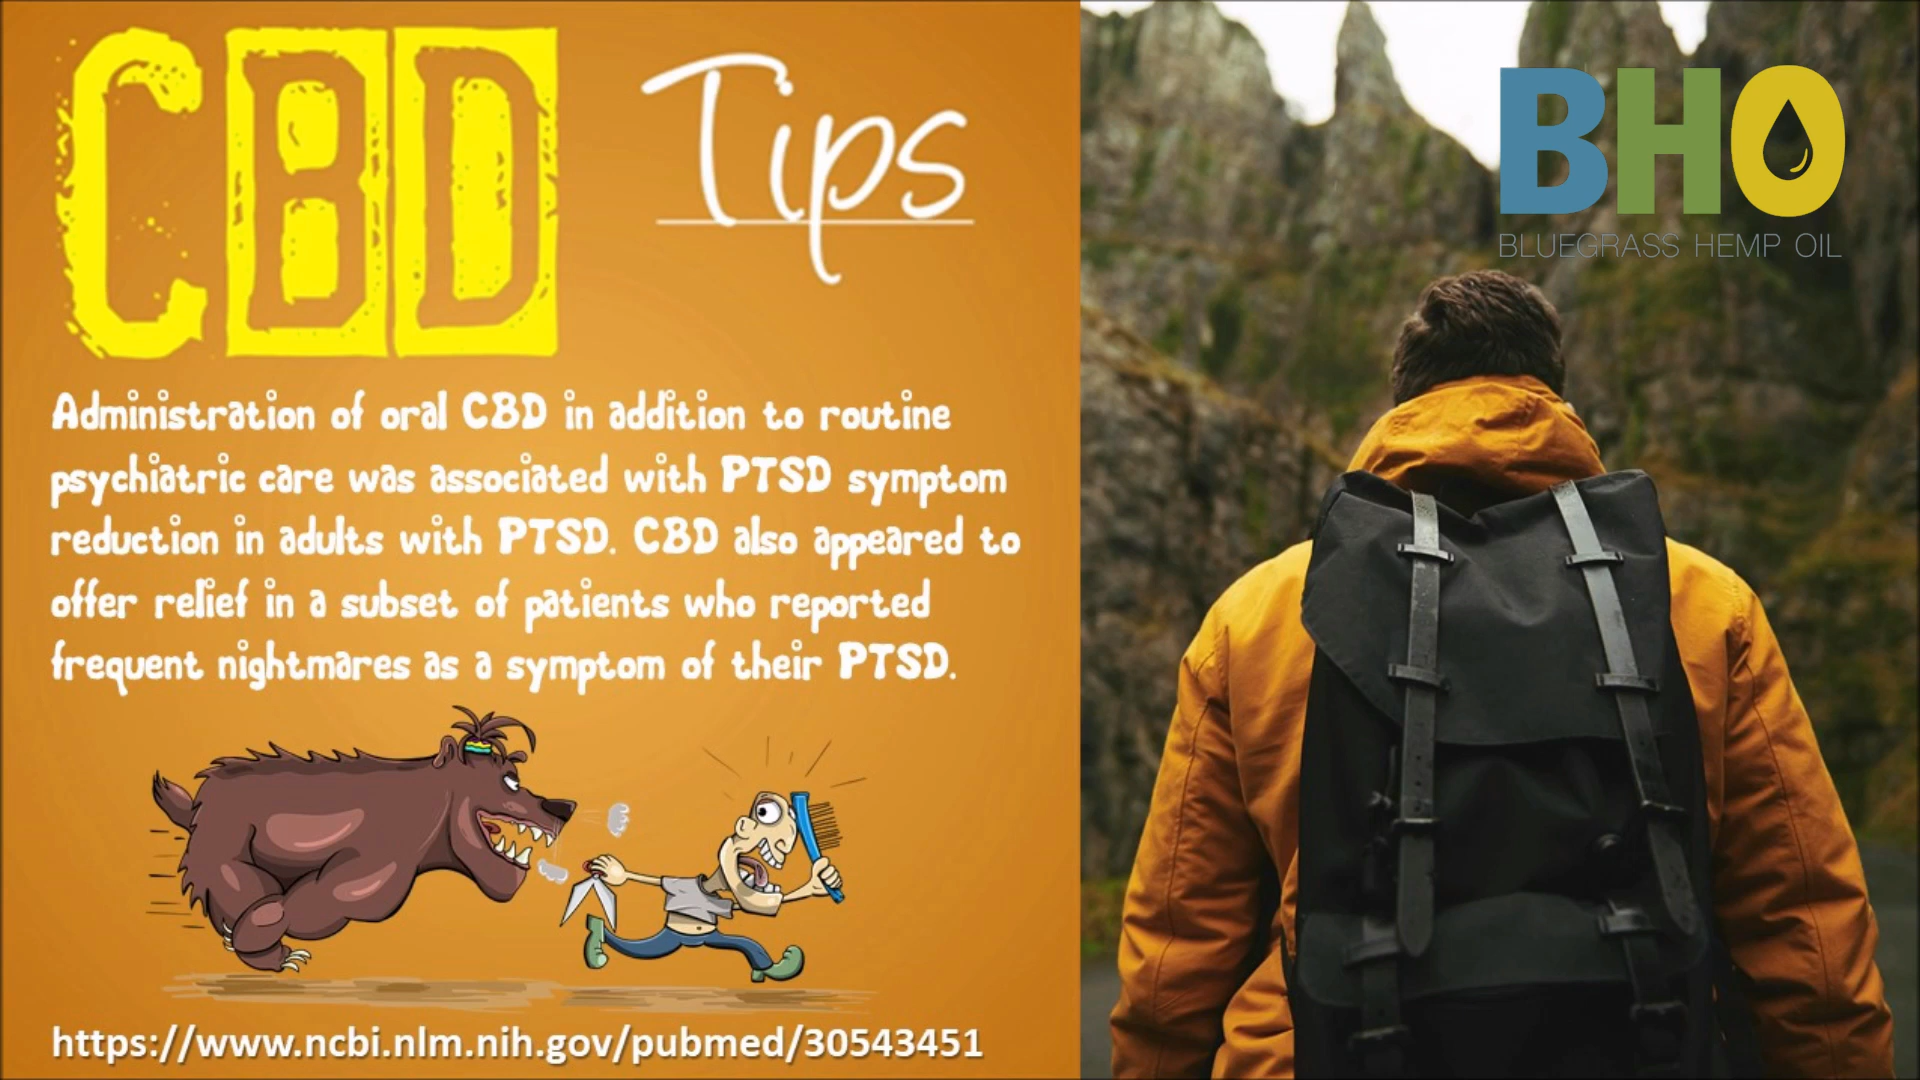 CBD Tips
Administration of oral CBD in addition to routine
psychiatric care was associated with PTSD symptom
reduction in adults with PTSD. CBD also appeared to
offer relief in a subset of patients who reported
frequent nightmares as a symptom of their PTSD.
https://www.ncbi.nlm.nih.gov/pubmed/30543451
BHO
BLUEGRASS HEMP OIL